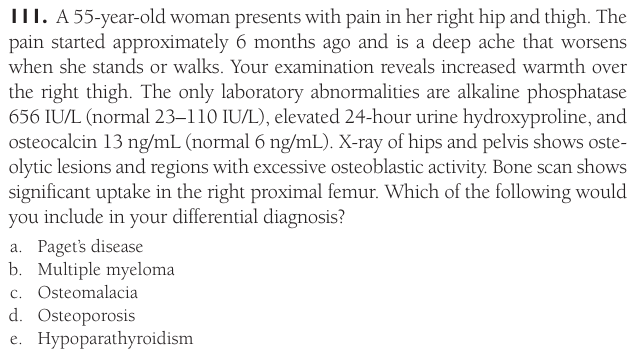 111. A 55-year-old woman presents with pain in her right hip and thigh. The
pain started approximately 6 months ago and is a deep ache that worsens
when she stands or walks. Your examination reveals increased warmth over
the right thigh. The only laboratory abnormalities are alkaline phosphatase
656 IU/L (normal 23–110 IU/L), elevated 24-hour urine hydroxyproline, and
osteocalcin 13 ng/mL (normal 6 ng/mL). X-ray of hips and pelvis shows oste-
olytic lesions and regions with excessive osteoblastic activity. Bone scan shows
significant uptake in the right proximal femur. Which of the following would
you include in your differential diagnosis?
a. Paget's disease
b. Multiple myeloma
c. Osteomalacia
d. Osteoporosis
e. Hypoparathyroidism